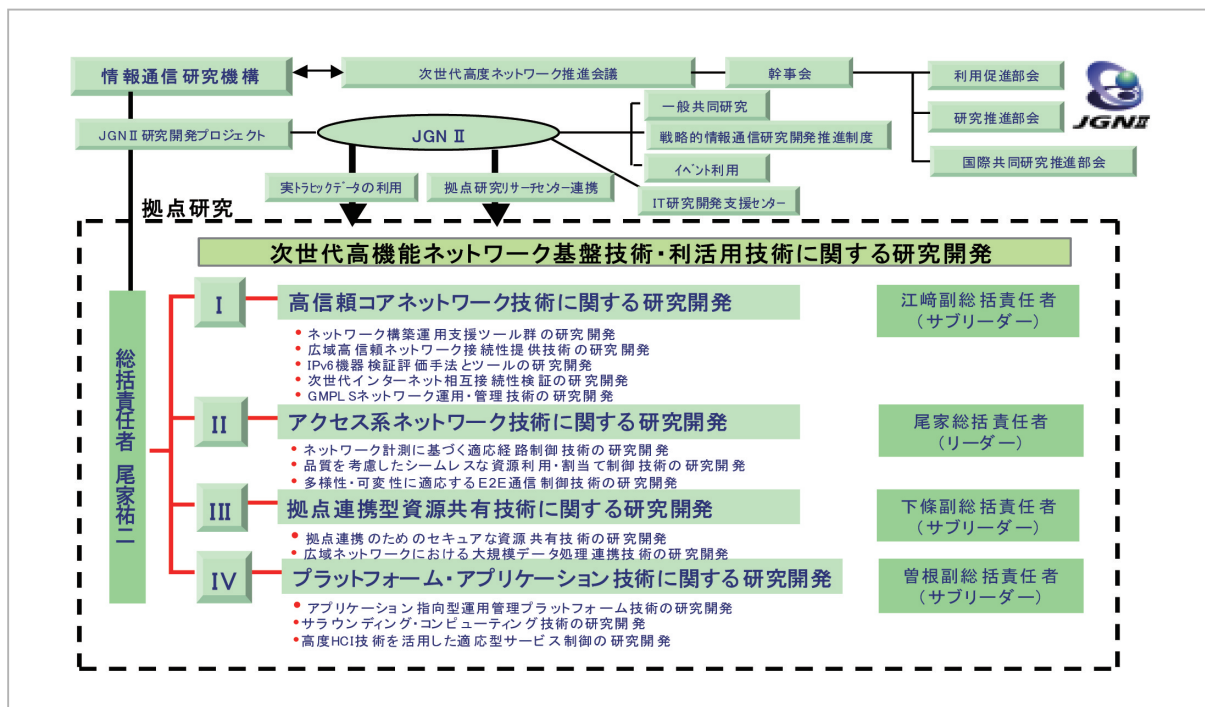 情報通信研究機構
次世代高度ネットワーク推進会議
幹事会
利用促進部会
研究推進部会
国際共同研究推進部会
JGNII
JGNⅡ研究開発プロジェクト
JGN Ⅱ
一般共同研究
戦略的情報通信研究開発推進制度
イベント利用
IT研究開発支援センター
実トラヒックデータの利用
拠点研究リサーチセンター連携
拠点研究
次世代高機能ネットワーク基盤技術・利活用技術に関する研究開発
総括責任者 尾家祐二
I
高信頼コアネットワーク技術に関する研究開発
江﨑副総括責任者
(サブリーダー)
• ネットワーク構築運用支援ツール群の研究開発
• 広域高信頼ネットワーク接続性提供技術の研究開発
• IPv6機器検証評価手法とツールの研究開発
• 次世代インターネット相互接続性検証の研究開発
• GMPLSネットワーク運用・管理技術の研究開発
II
アクセス系ネットワーク技術に関する研究開発
尾家総括責任者
(リーダー)
• ネットワーク計測に基づく適応経路制御技術の研究開発
• 品質を考慮したシームレスな資源利用・割当て制御技術の研究開発
• 多様性・可変性に適応するE2E通信制御技術の研究開発
III
拠点連携型資源共有技術に関する研究開発
下條副総括責任者
(サブリーダー)
• 拠点連携のためのセキュアな資源共有技術の研究開発
• 広域ネットワークにおける大規模データ処理連携技術の研究開発
IV
プラットフォーム・アプリケーション技術に関する研究開発
曽根副総括責任者
(サブリーダー)
• アプリケーション指向型運用管理プラットフォーム技術の研究開発
• サラウンディング・コンピューティング技術の研究開発
• 高度HCI技術を活用した適応型サービス制御の研究開発